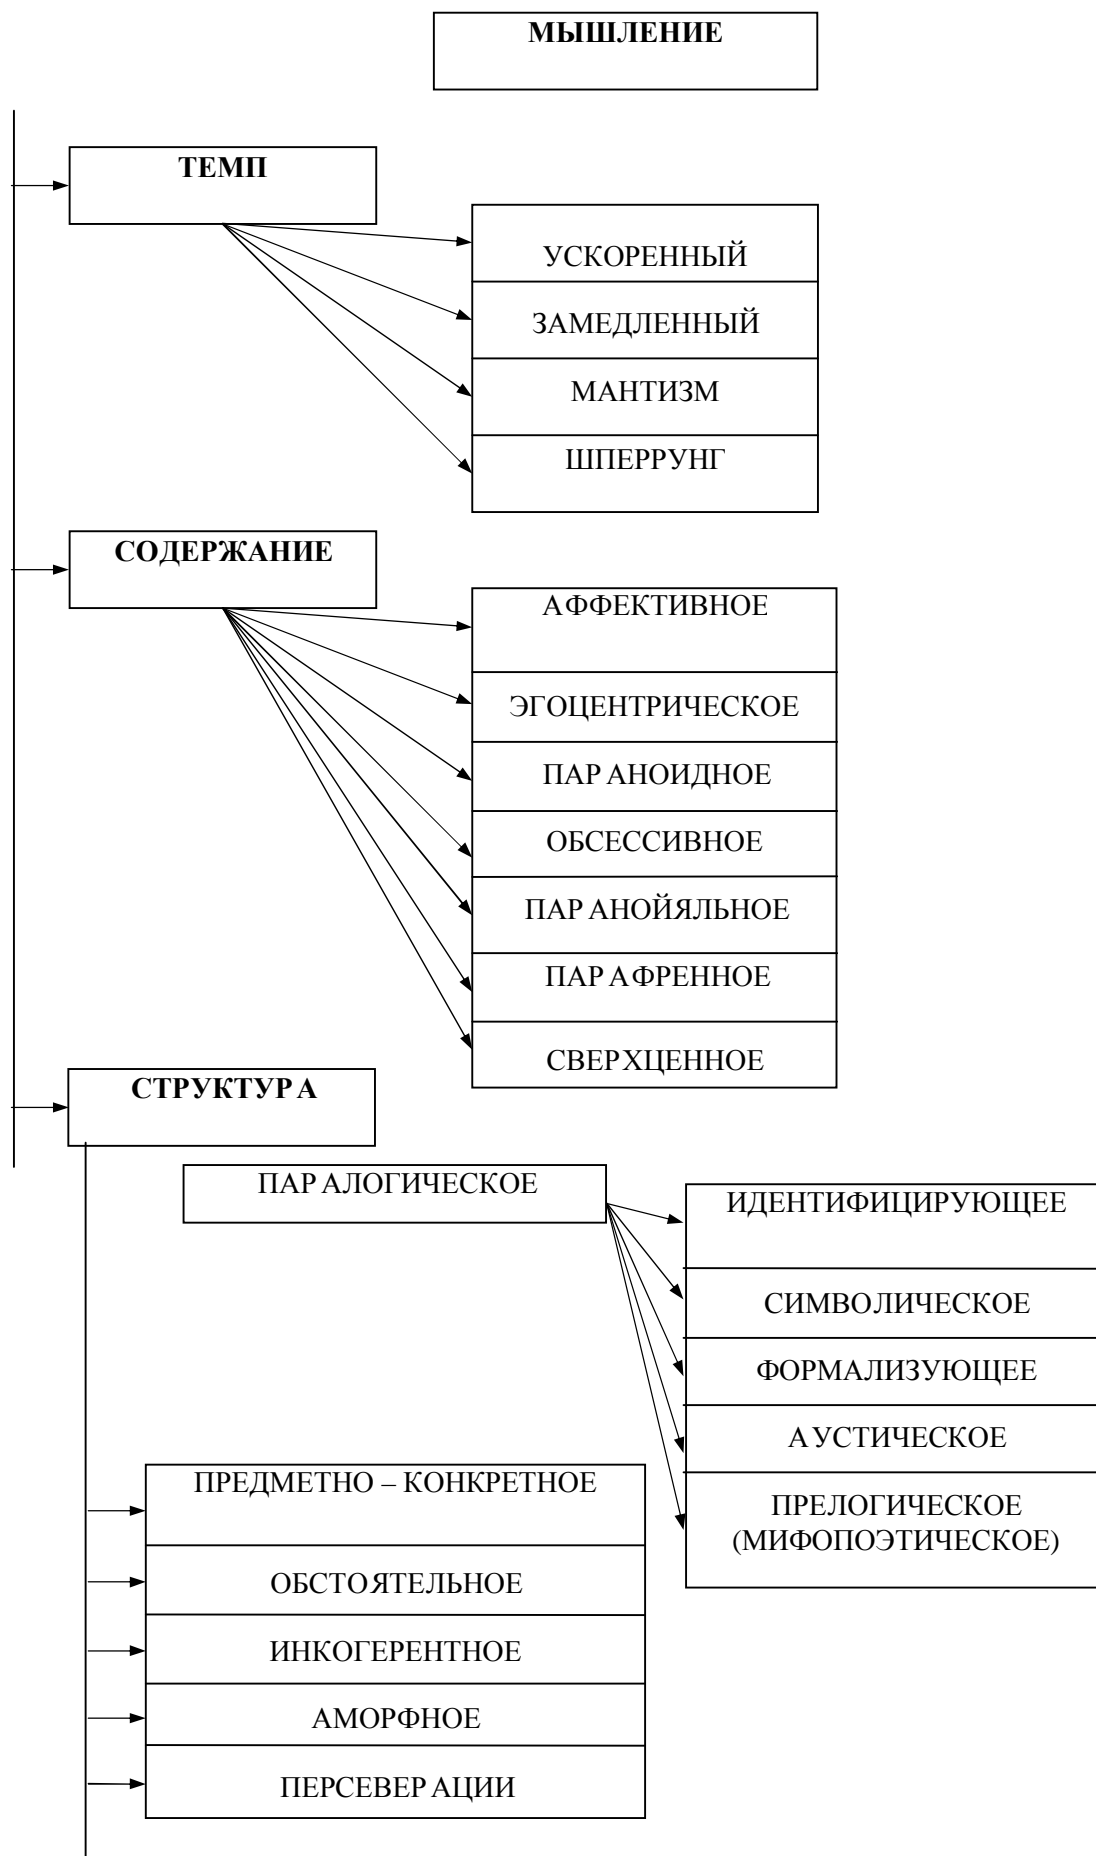 МЫШЛЕНИЕ
ТЕМП
УСКОРЕННЫЙ
ЗАМЕДЛЕННЫЙ
МАНТИЗМ
ШПЕРРУНГ
СОДЕРЖАНИЕ
АФФЕКТИВНОЕ
ЭГОЦЕНТРИЧЕСКОЕ
ПАРАНОИДНОЕ
ОБСЕССИВНОЕ
ПАРАНОЙЯЛЬНОЕ
ПАРАФРЕННОЕ
СВЕРХЦЕННОЕ
СТРУКТУРА
ПАРАЛОГИЧЕСКОЕ
ИДЕНТИФИЦИРУЮЩЕЕ
СИМВОЛИЧЕСКОЕ
ФОРМАЛИЗУЮЩЕЕ
АУСТИЧЕСКОЕ
ПРЕЛОГИЧЕСКОЕ
(МИФОПОЭТИЧЕСКОЕ)
ПРЕДМЕТНО – КОНКРЕТНОЕ
ОБСТОЯТЕЛЬНОЕ
ИНКОГЕРЕНТНОЕ
АМОРФНОЕ
ПЕРСЕВЕРАЦИИ